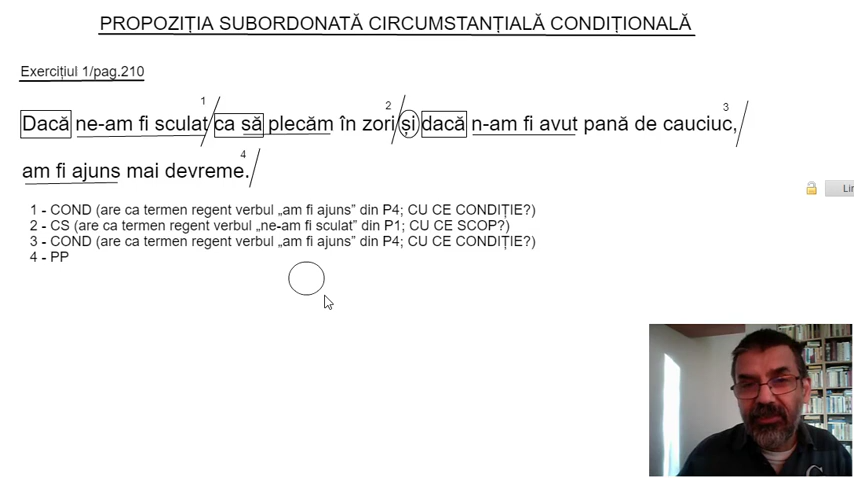 PROPOZIȚIA SUBORDONATĂ CIRCUMSTANȚIALĂ CONDIȚIONALĂ
Exercițiul 1/pag.210
1 2 3
Dacă ne-am fi sculat/ca să plecăm în zori/și dacă n-am fi avut pană de cauciuc,/
4
am fi ajuns mai devreme./
1 - COND (are ca termen regent verbul „am fi ajuns” din P4; CU CE CONDIȚIE?)
2 - CS (are ca termen regent verbul „ne-am fi sculat” din P1; CU CE SCOP?)
3 - COND (are ca termen regent verbul „am fi ajuns” din P4; CU CE CONDIȚIE?)
4 - PP